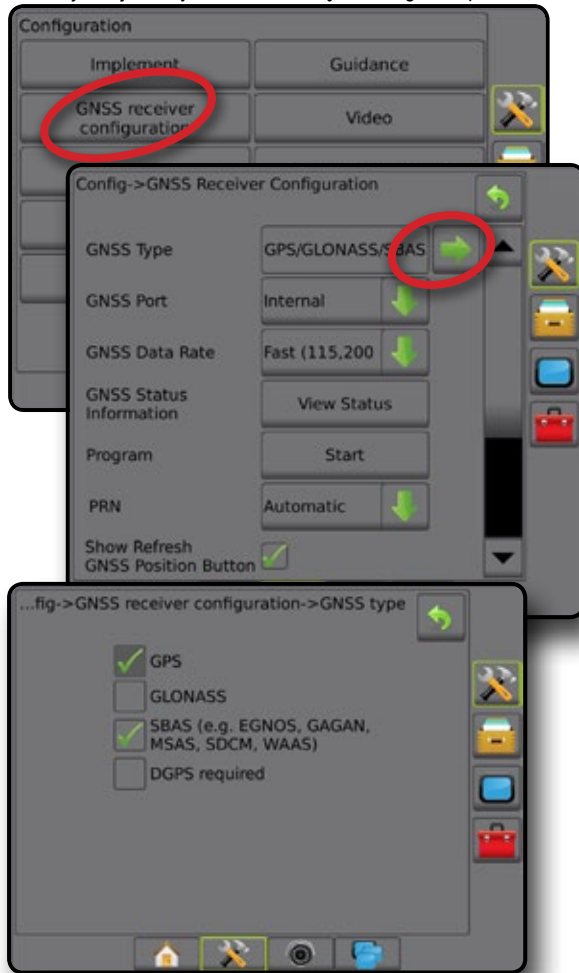 Configuration
Implement
Guidance
GNSS receiver
configuration
Video
Config->GNSS Receiver Configuration
GNSS Type
GPS/GLONASS/SBAS
GNSS Port
Internal
GNSS Data Rate
Fast (115,200
GNSS Status
Information
View Status
Program
Start
PRN
Automatic
Show Refresh
GNSS Position Button
...fig->GNSS receiver configuration->GNSS type
GPS
GLONASS
SBAS (e.g. EGNOS, GAGAN,
MSAS, SDCM, WAAS)
DGPS required